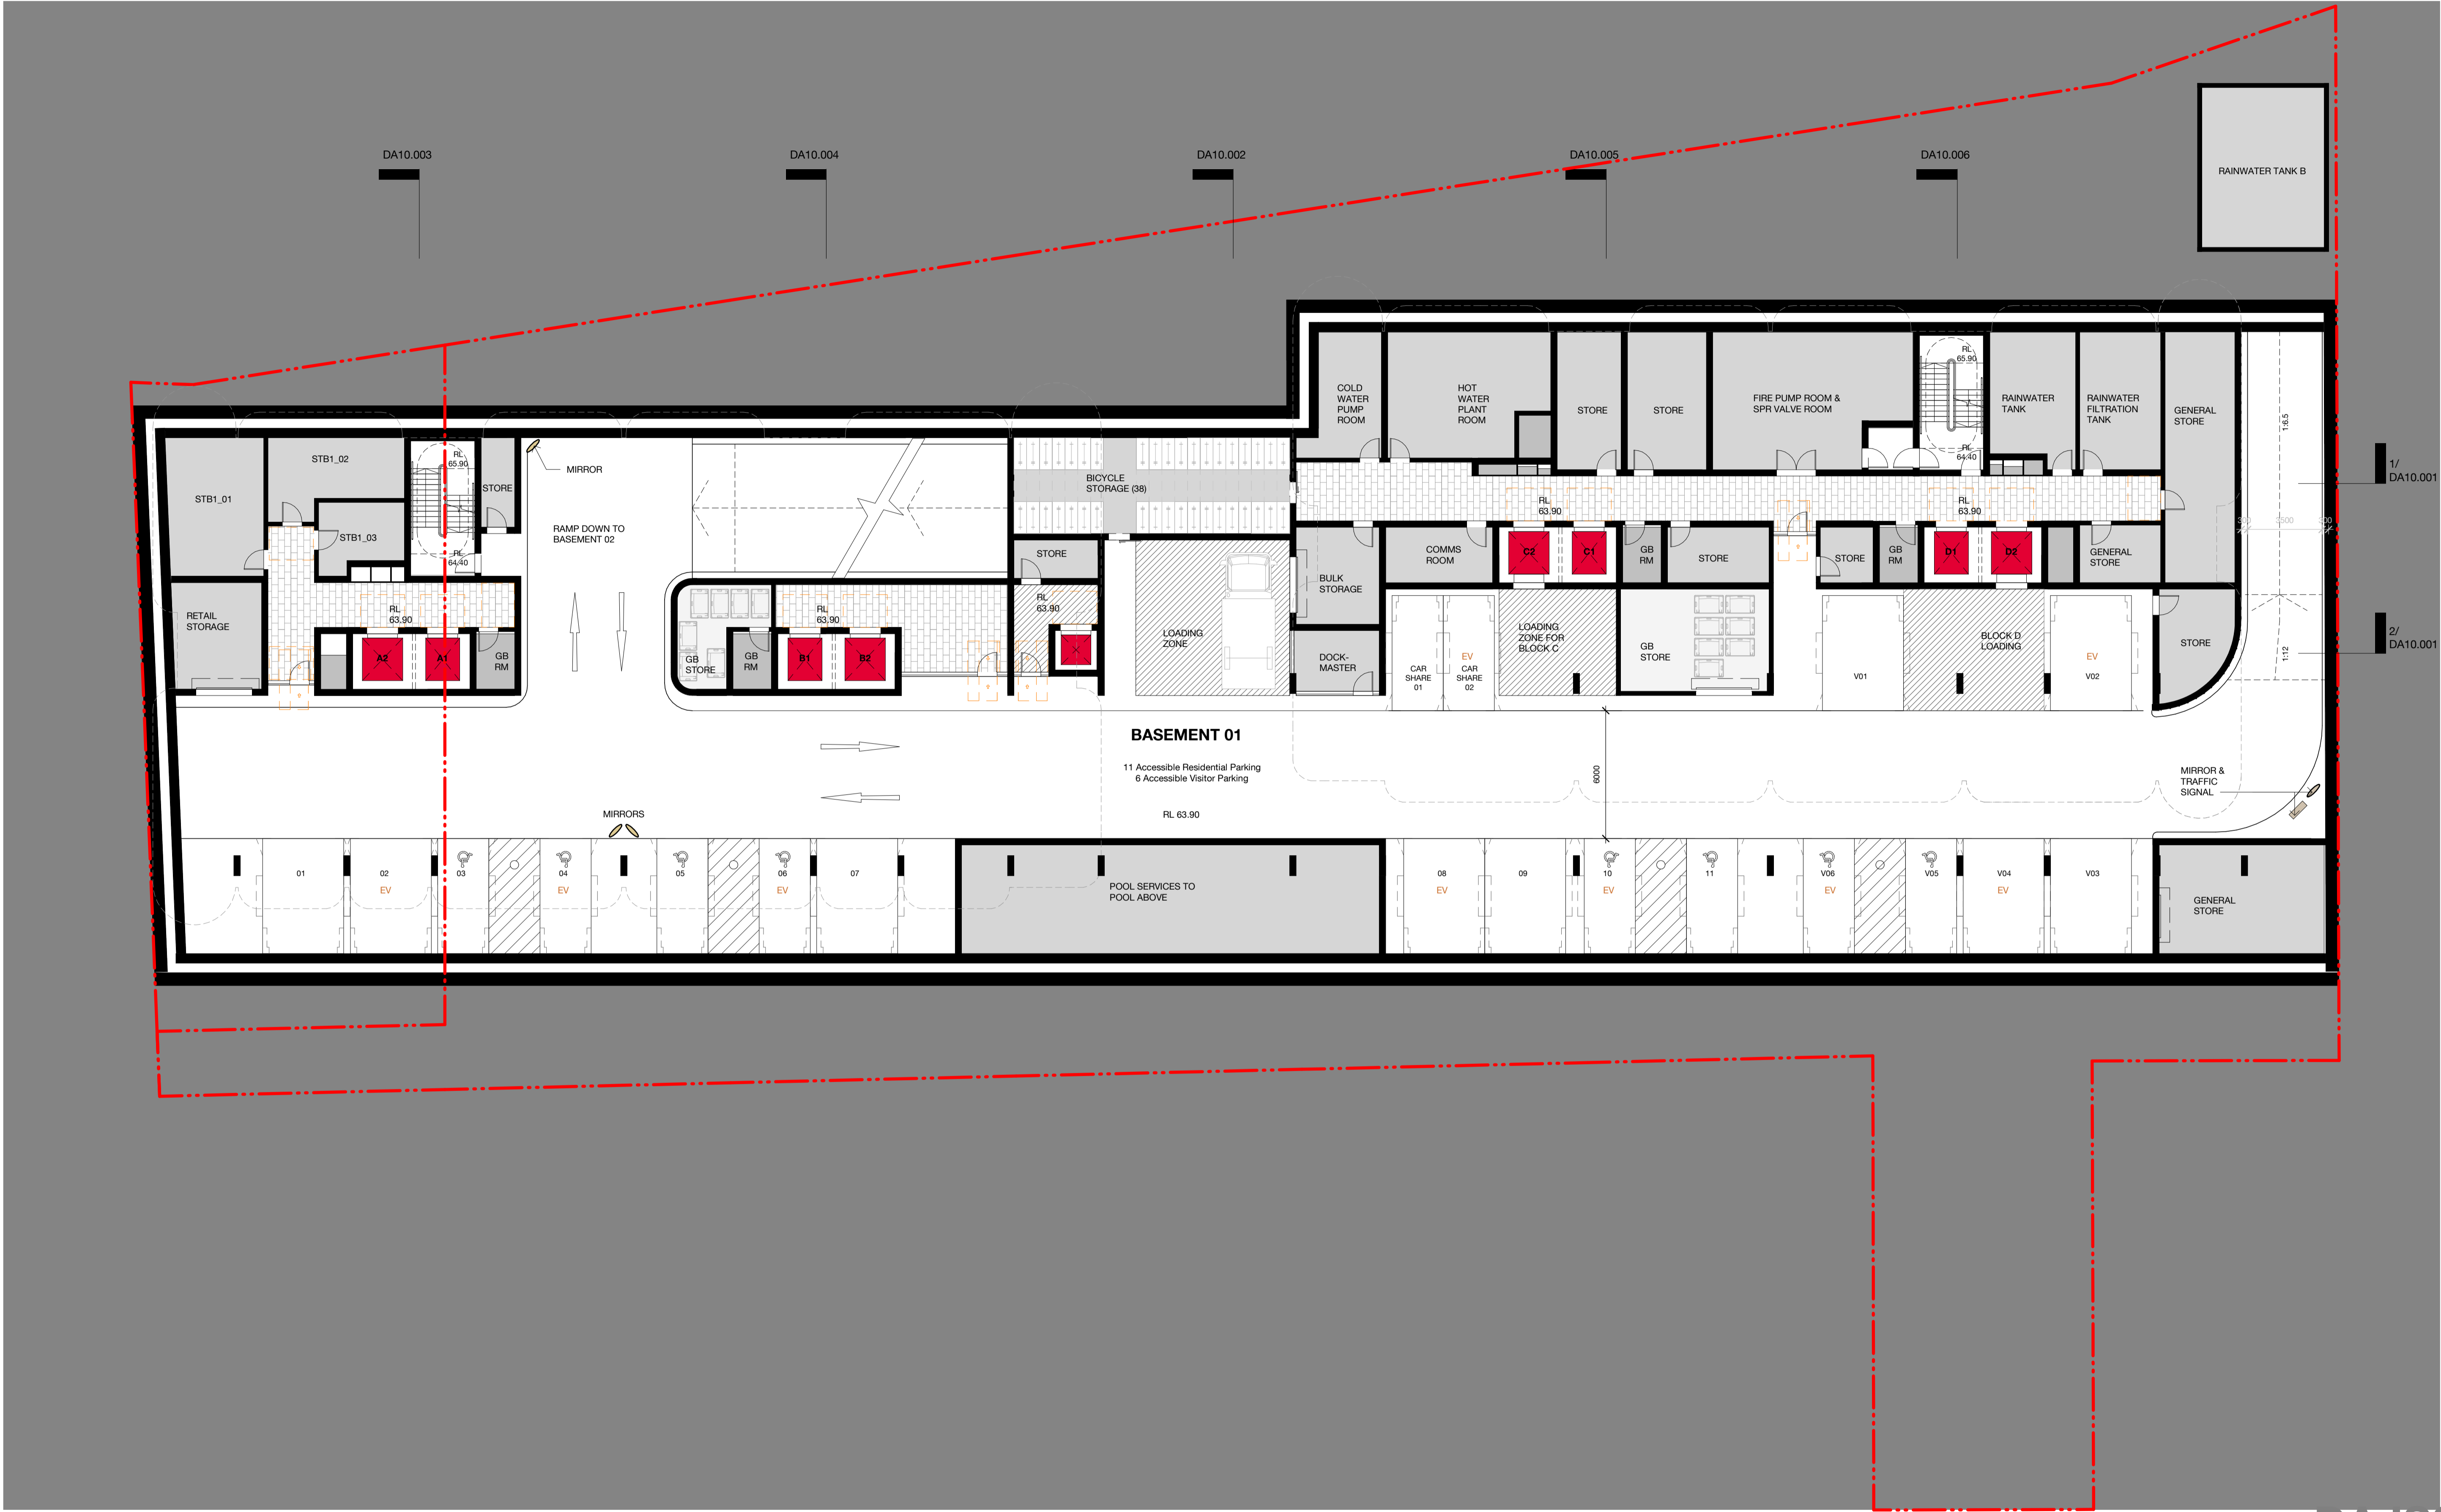 DA10.003
DA10.004
DA10.002
DA10.005
DA10.006
RAINWATER TANK B
RL
65.90
COLD
WATER
PUMP
ROOM
HOT
WATER
PLANT
ROOM
STORE
STORE
FIRE PUMP ROOM &
SPR VALVE ROOM
RAINWATER
TANK
RAINWATER
FILTRATION
TANK
GENERAL
STORE
1:6.5
RL
64.40
STB1_01
STB1_02
STB1_03
RL
65.90
STORE
MIRROR
RL
64.40
RAMP DOWN TO
BASEMENT 02
BICYCLE
STORAGE (38)
RL
63.90
RL
63.90
1/
DA10.001
300
3500
300
STORE
COMMS
ROOM
C2
C1
GB
RM
STORE
STORE
GB
RM
D1
D2
GENERAL
STORE
BULK
STORAGE
RETAIL
STORAGE
RL
63.90
RL
63.90
RL
63.90
A2
A1
GB
RM
GB
STORE
GB
RM
B1
B2
LOADING
ZONE
DOCK-
MASTER
CAR
SHARE
01
EV
CAR
SHARE
02
LOADING
ZONE FOR
BLOCK C
GB
STORE
V01
BLOCK D
LOADING
EV
V02
STORE
1:12
2/
DA10.001
BASEMENT 01
11 Accessible Residential Parking
6 Accessible Visitor Parking
RL 63.90
6000
MIRROR &
TRAFFIC
SIGNAL
MIRRORS
01
02
EV
03
04
EV
05
06
EV
07
POOL SERVICES TO
POOL ABOVE
08
EV
09
10
EV
11
V06
EV
V05
V04
EV
V03
GENERAL
STORE